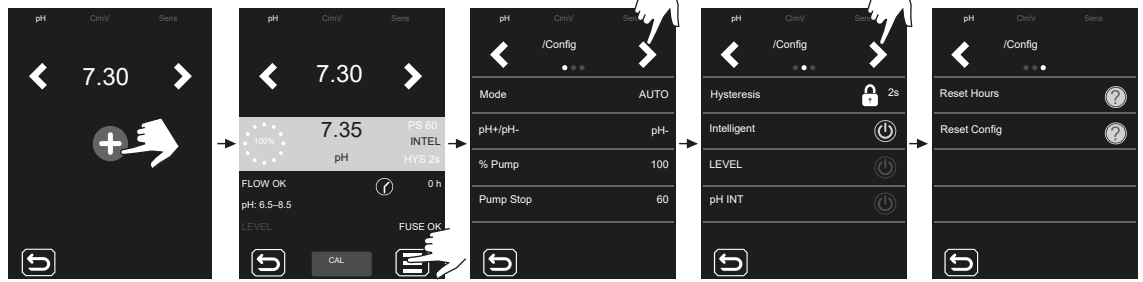 pH ClmV Sens
7.30
pH ClmV Sens
7.30
100% 7.35 PS 60
INTEL
pH HYS 2s
FLOW OK 0 h
pH: 6.5–8.5
LEVEL FUSE OK
CAL
pH ClmV Sens
/Config
Mode AUTO
pH+/pH- pH-
% Pump 100
Pump Stop 60
pH ClmV Sens
/Config
Hysteresis 2s
Intelligent
LEVEL
pH INT
pH ClmV Sens
/Config
Reset Hours ?
Reset Config ?